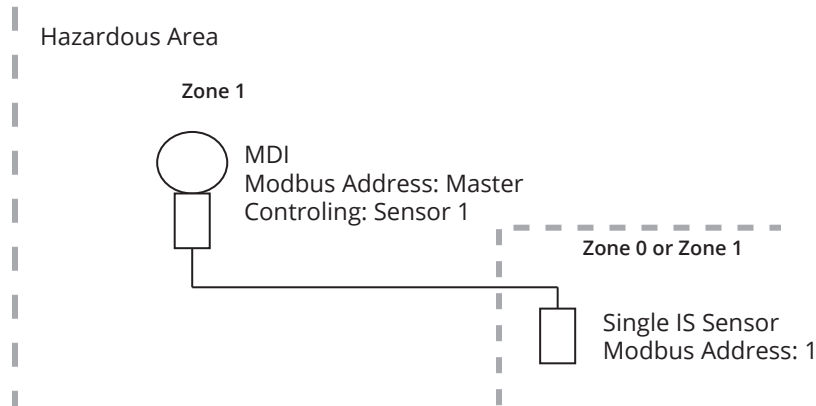 Hazardous Area
Zone 1
MDI
Modbus Address: Master
Controling: Sensor 1
Zone 0 or Zone 1
Single IS Sensor
Modbus Address: 1